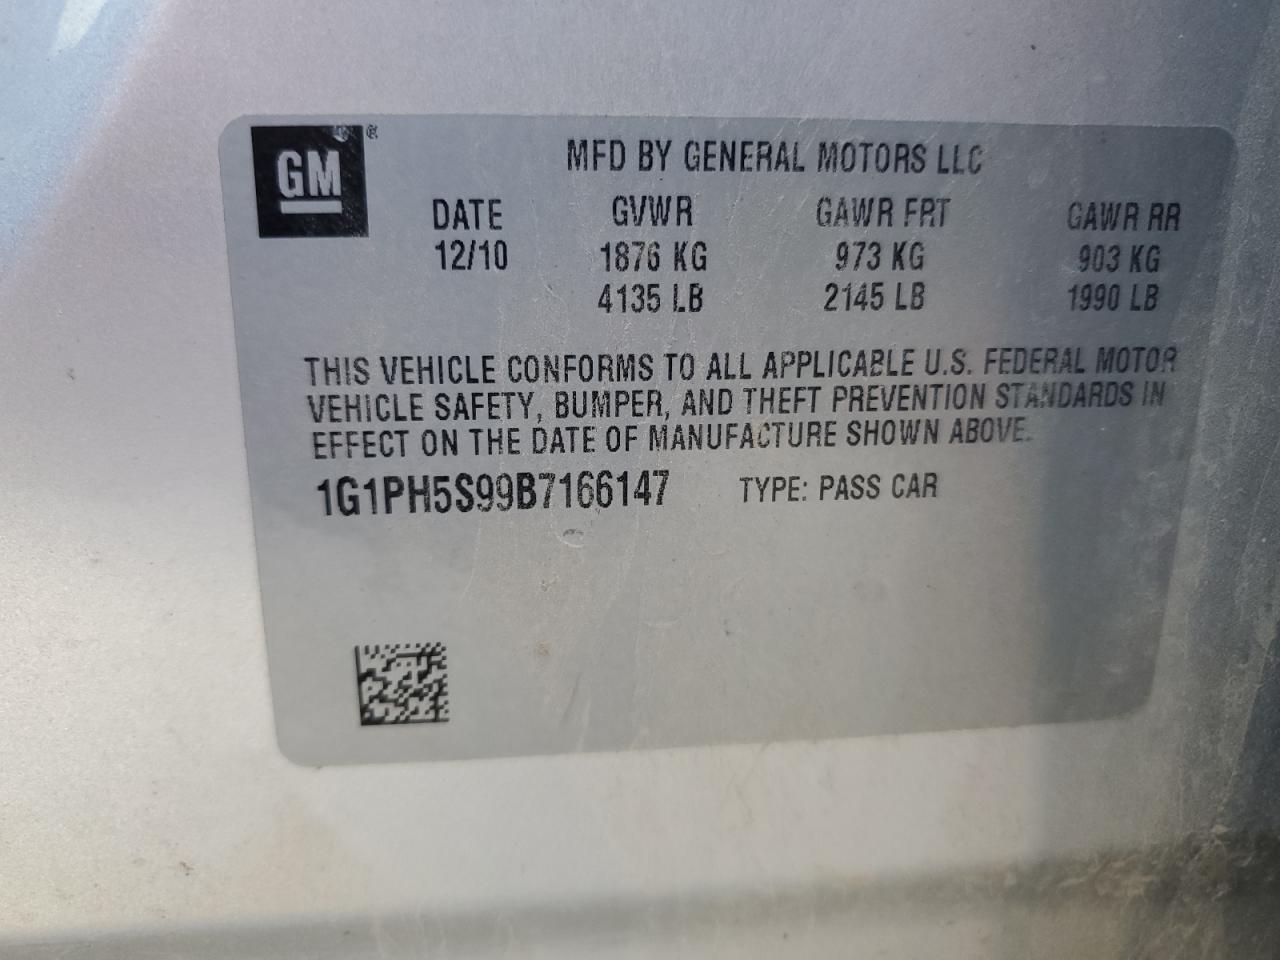 GM ®
MFD BY GENERAL MOTORS LLC
DATE GVWR GAWR FRT GAWR RR
12/10 1876 KG 973 KG 903 KG
4135 LB 2145 LB 1990 LB
THIS VEHICLE CONFORMS TO ALL APPLICABLE U.S. FEDERAL MOTOR
VEHICLE SAFETY, BUMPER, AND THEFT PREVENTION STANDARDS IN
EFFECT ON THE DATE OF MANUFACTURE SHOWN ABOVE.
1G1PH5S99B7166147 TYPE: PASS CAR